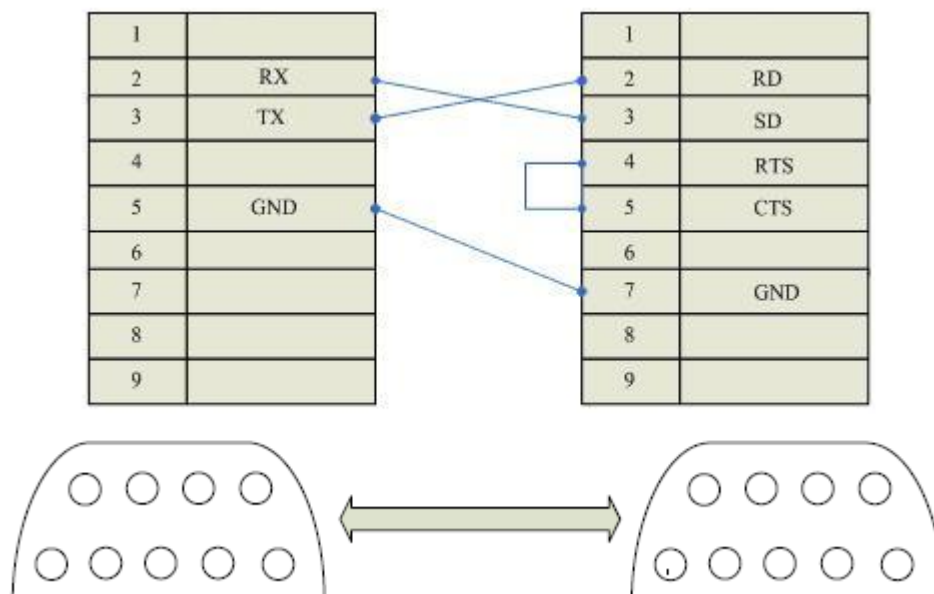 1 1
2 RX 2 RD
3 TX 3 SD
4 4 RTS
5 GND 5 CTS
6 6
7 7 GND
8 8
9 9